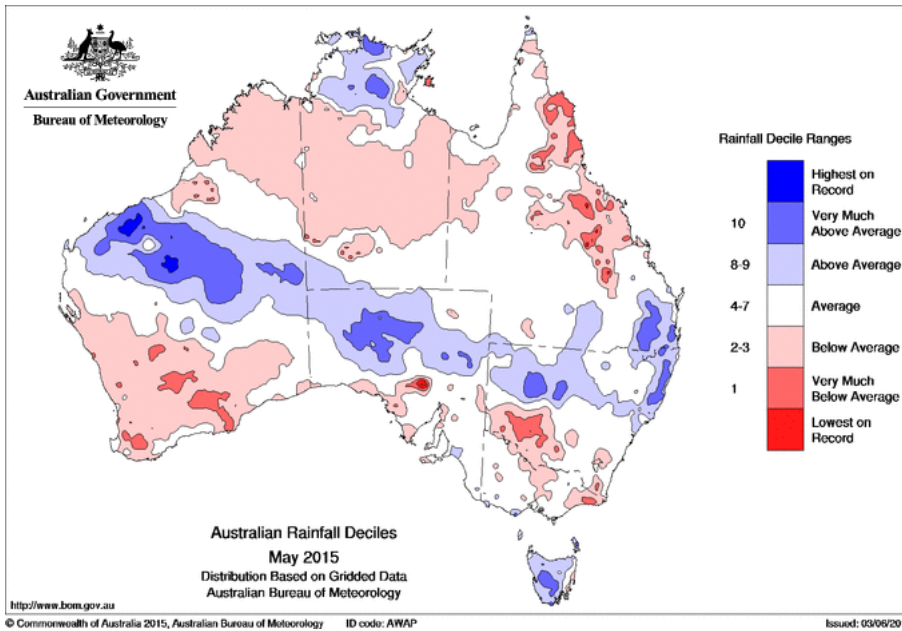 Australian Government
Bureau of Meteorology
Rainfall Decile Ranges
Highest on
Record
10
Very Much
Above Average
8-9
Above Average
4-7
Average
2-3
Below Average
1
Very Much
Below Average
Lowest on
Record
Australian Rainfall Deciles
May 2015
Distribution Based on Gridded Data
Australian Bureau of Meteorology
http://www.bom.gov.au
© Commonwealth of Australia 2015, Australian Bureau of Meteorology ID code: AWAP Issued: 03/06/20